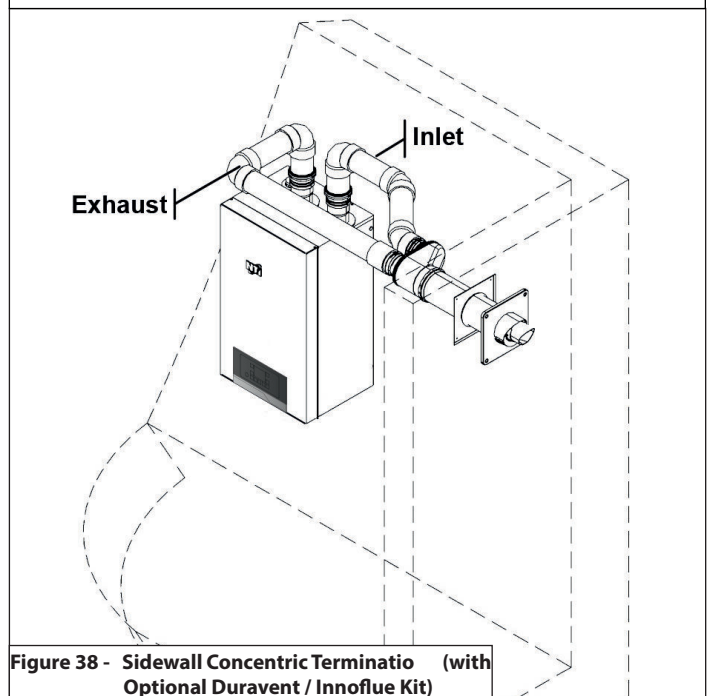 Inlet
Exhaust
Figure 38 - Sidewall Concentric Terminatio (with
Optional Duravent / Innoflue Kit)